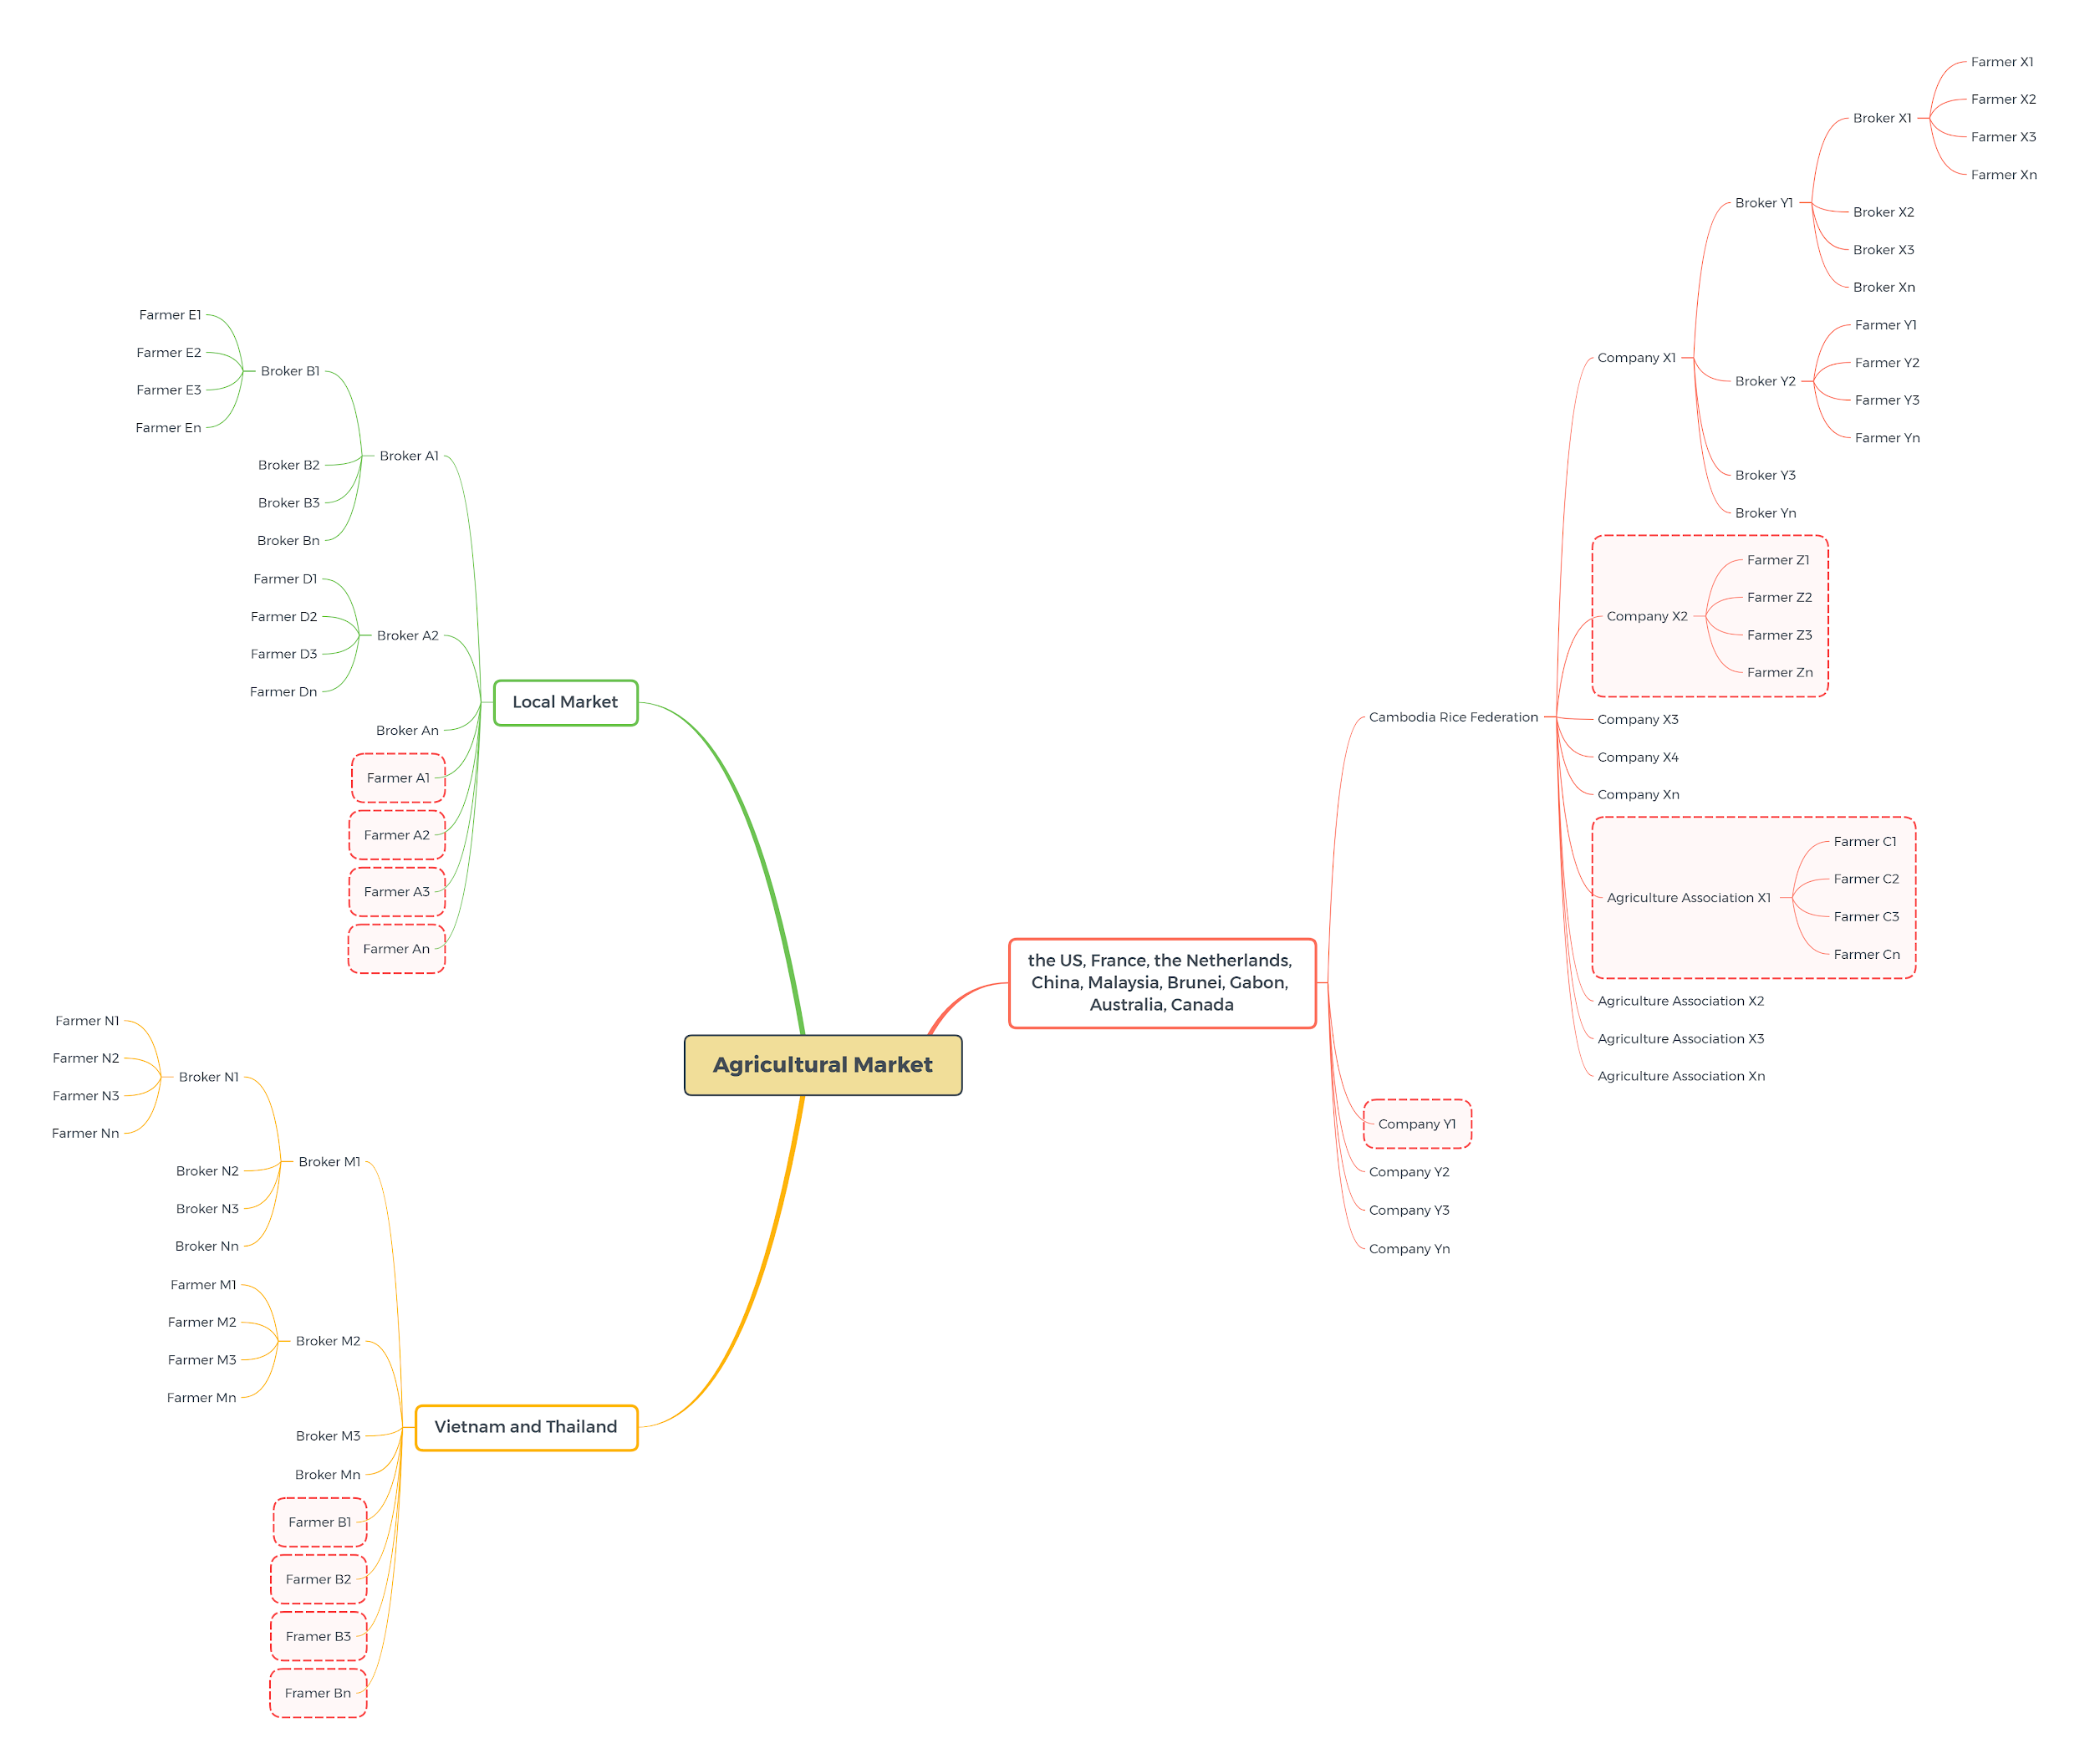 Agricultural Market
Local Market
Broker A1
Broker B1
Farmer E1
Farmer E2
Farmer E3
Farmer En
Broker B2
Broker B3
Broker Bn
Broker A2
Farmer D1
Farmer D2
Farmer D3
Farmer Dn
Broker An
Farmer A1
Farmer A2
Farmer A3
Farmer An
Vietnam and Thailand
Broker M1
Broker N1
Farmer N1
Farmer N2
Farmer N3
Farmer Nn
Broker N2
Broker N3
Broker Nn
Broker M2
Farmer M1
Farmer M2
Farmer M3
Farmer Mn
Broker M3
Broker Mn
Farmer B1
Farmer B2
Framer B3
Framer Bn
the US, France, the Netherlands,
China, Malaysia, Brunei, Gabon,
Australia, Canada
Cambodia Rice Federation
Company X1
Broker Y1
Broker X1
Farmer X1
Farmer X2
Farmer X3
Farmer Xn
Broker X2
Broker X3
Broker Xn
Broker Y2
Farmer Y1
Farmer Y2
Farmer Y3
Farmer Yn
Broker Y3
Broker Yn
Company X2
Farmer Z1
Farmer Z2
Farmer Z3
Farmer Zn
Company X3
Company X4
Company Xn
Agriculture Association X1
Farmer C1
Farmer C2
Farmer C3
Farmer Cn
Agriculture Association X2
Agriculture Association X3
Agriculture Association Xn
Company Y1
Company Y2
Company Y3
Company Yn